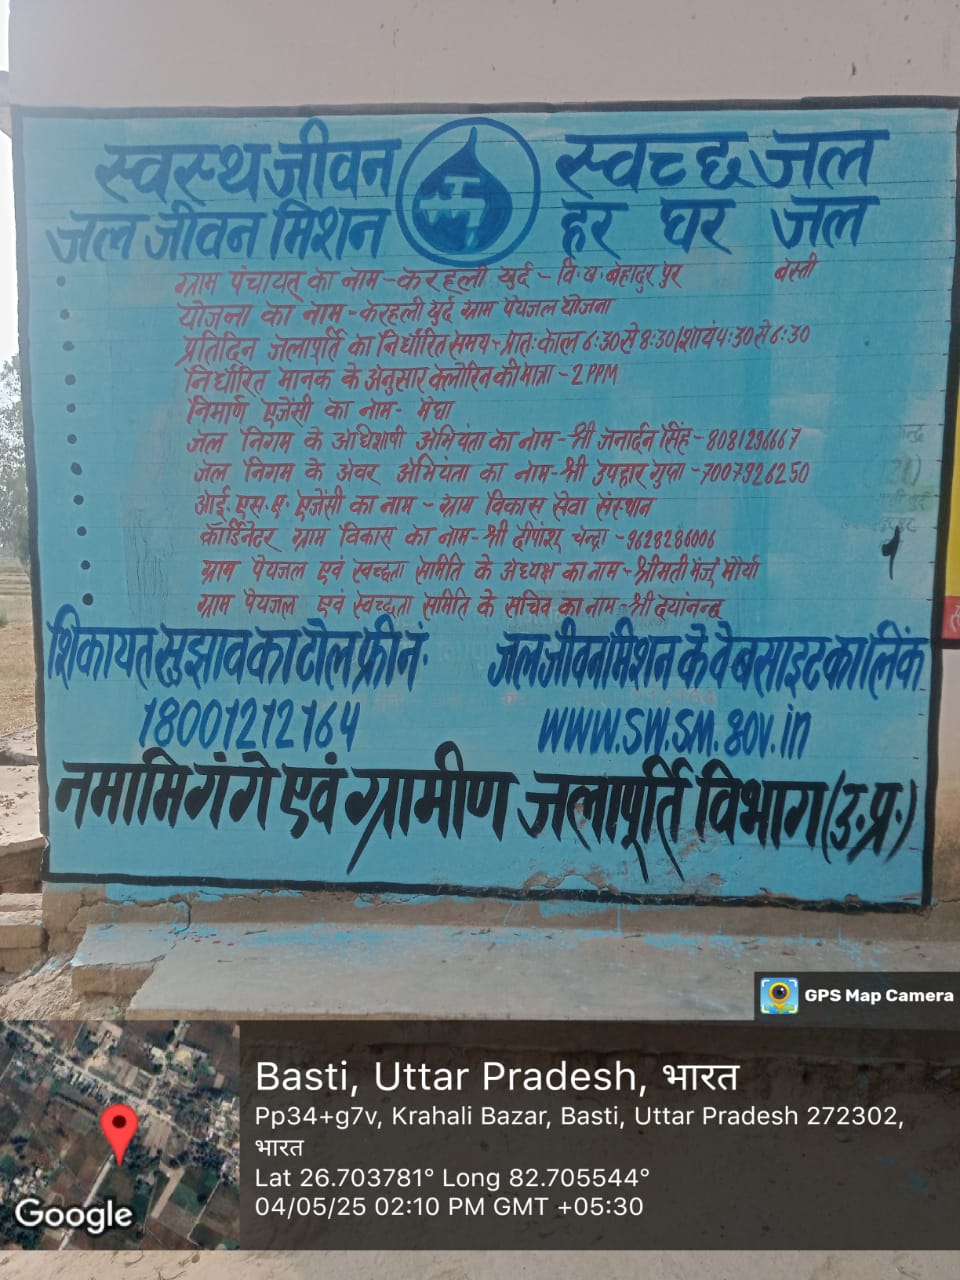 स्वस्थ जीवन स्वच्छ जल
जल जीवन मिशन हर घर जल
ग्राम पंचायत का नाम - करहली खुर्द - वि.ख. बहादुर पुर बस्ती
योजना का नाम - करहली खुर्द ग्राम पेयजल योजना
प्रतिदिन जलापूर्ति का निर्धारित समय - प्रात: काल 6:30 से 8:30/शायं 4:30 से 6:30
निर्धारित मानक के अनुसार क्लोरिन की मात्रा - 2 PPM
निमार्ण एजेंसी का नाम - मेघा
जल निगम के अधिशाषी अभियंता का नाम - श्री जनार्दन सिंह - 8081296667
जल निगम के अवर अभियंता का नाम - श्री उपहार गुप्ता - 7007926250
आई. एस. ए. एजेंसी का नाम - ग्राम विकास सेवा संस्थान
कॉर्डिनेटर ग्राम विकास का नाम - श्री दीपांशू चन्द्रा - 9628286006
ग्राम पेयजल एवं स्वच्छता समिति के अध्यक्ष का नाम - श्रीमती मंजू मौर्या
ग्राम पेयजल एवं स्वच्छता समिति के सचिव का नाम - श्री दयानन्द
शिकायत सुझाव का टोल फ्री नं. जल जीवन मिशन के वेबसाइट का लिंक
18001212164 WWW.SW.SM.gov.in
नमामि गंगे एवं ग्रामीण जलापूर्ति विभाग (उ.प्र.)
GPS Map Camera
Basti, Uttar Pradesh, भारत
Pp34+g7v, Krahali Bazar, Basti, Uttar Pradesh 272302,
भारत
Lat 26.703781° Long 82.705544°
04/05/25 02:10 PM GMT +05:30
Google